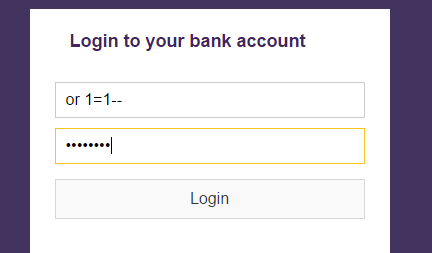 Login to your bank account
or 1=1--
••••••••
Login